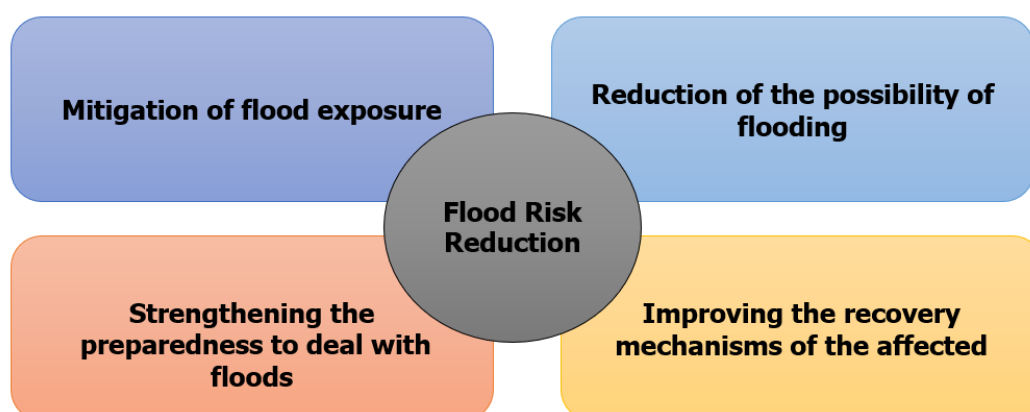 Mitigation of flood exposure
Reduction of the possibility of
flooding
Flood Risk
Reduction
Strengthening the
preparedness to deal with
floods
Improving the recovery
mechanisms of the affected